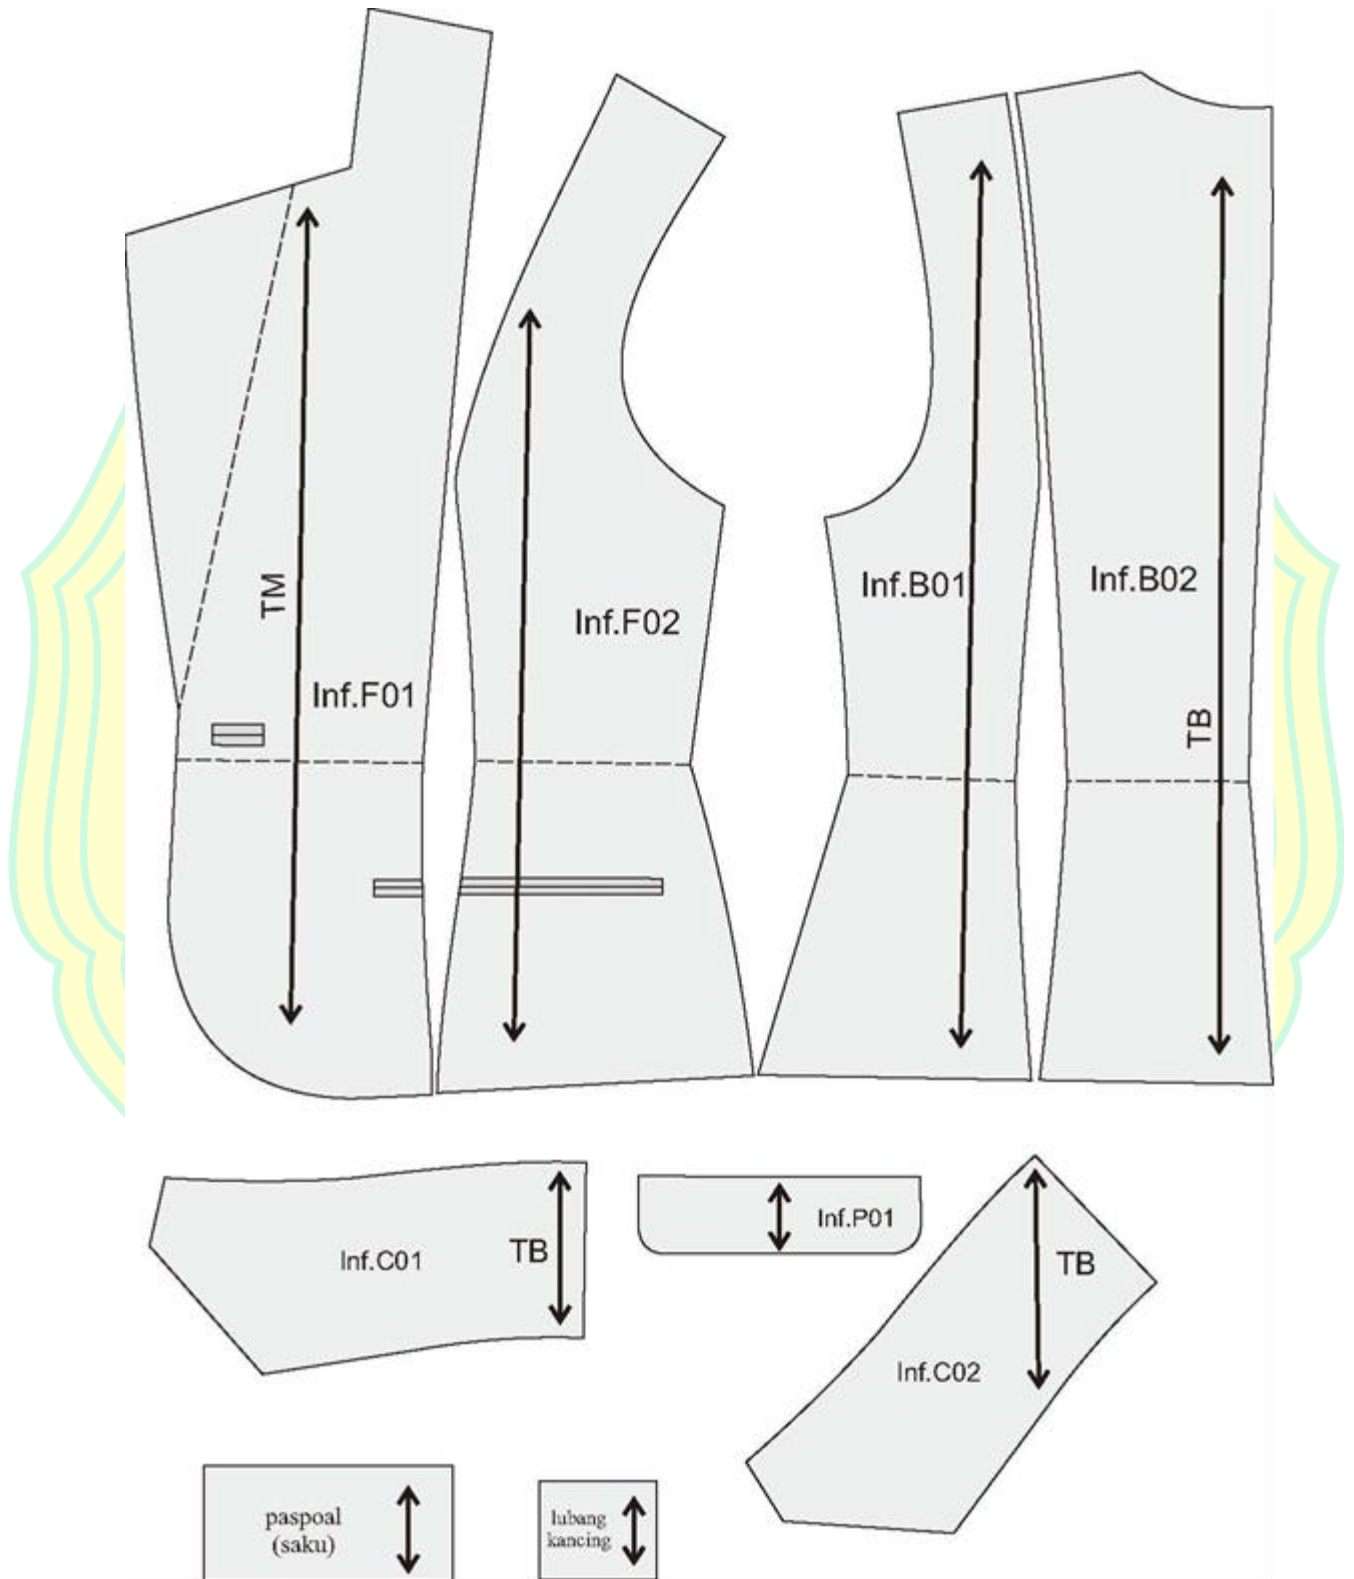 TM
Inf.F01
Inf.F02
Inf.B01
Inf.B02
TB
Inf.C01
TB
Inf.P01
TB
Inf.C02
paspoal
(saku)
lubang
kancing